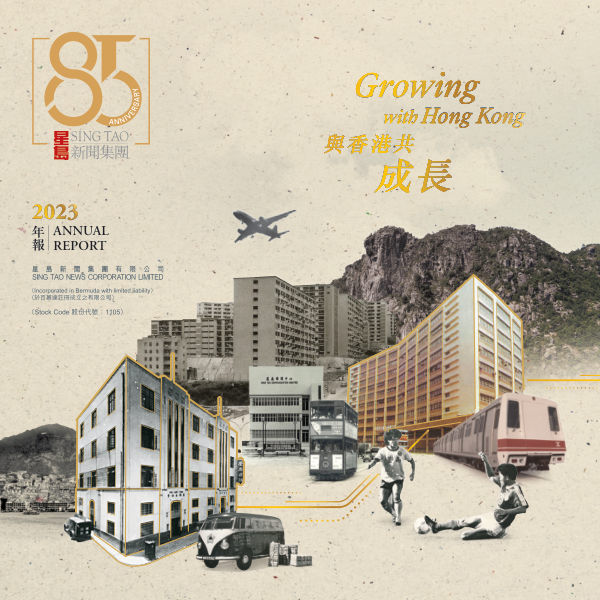 85
ANNIVERSARY
星島 SING TAO
新聞集團
Growing
with Hong Kong
與香港共
成長
2023
年報 ANNUAL REPORT
星島新聞集團有限公司
SING TAO NEWS CORPORATION LIMITED
(Incorporated in Bermuda with limited liability)
(於百慕達註冊成立之有限公司)
(Stock Code 股份代號：1105)